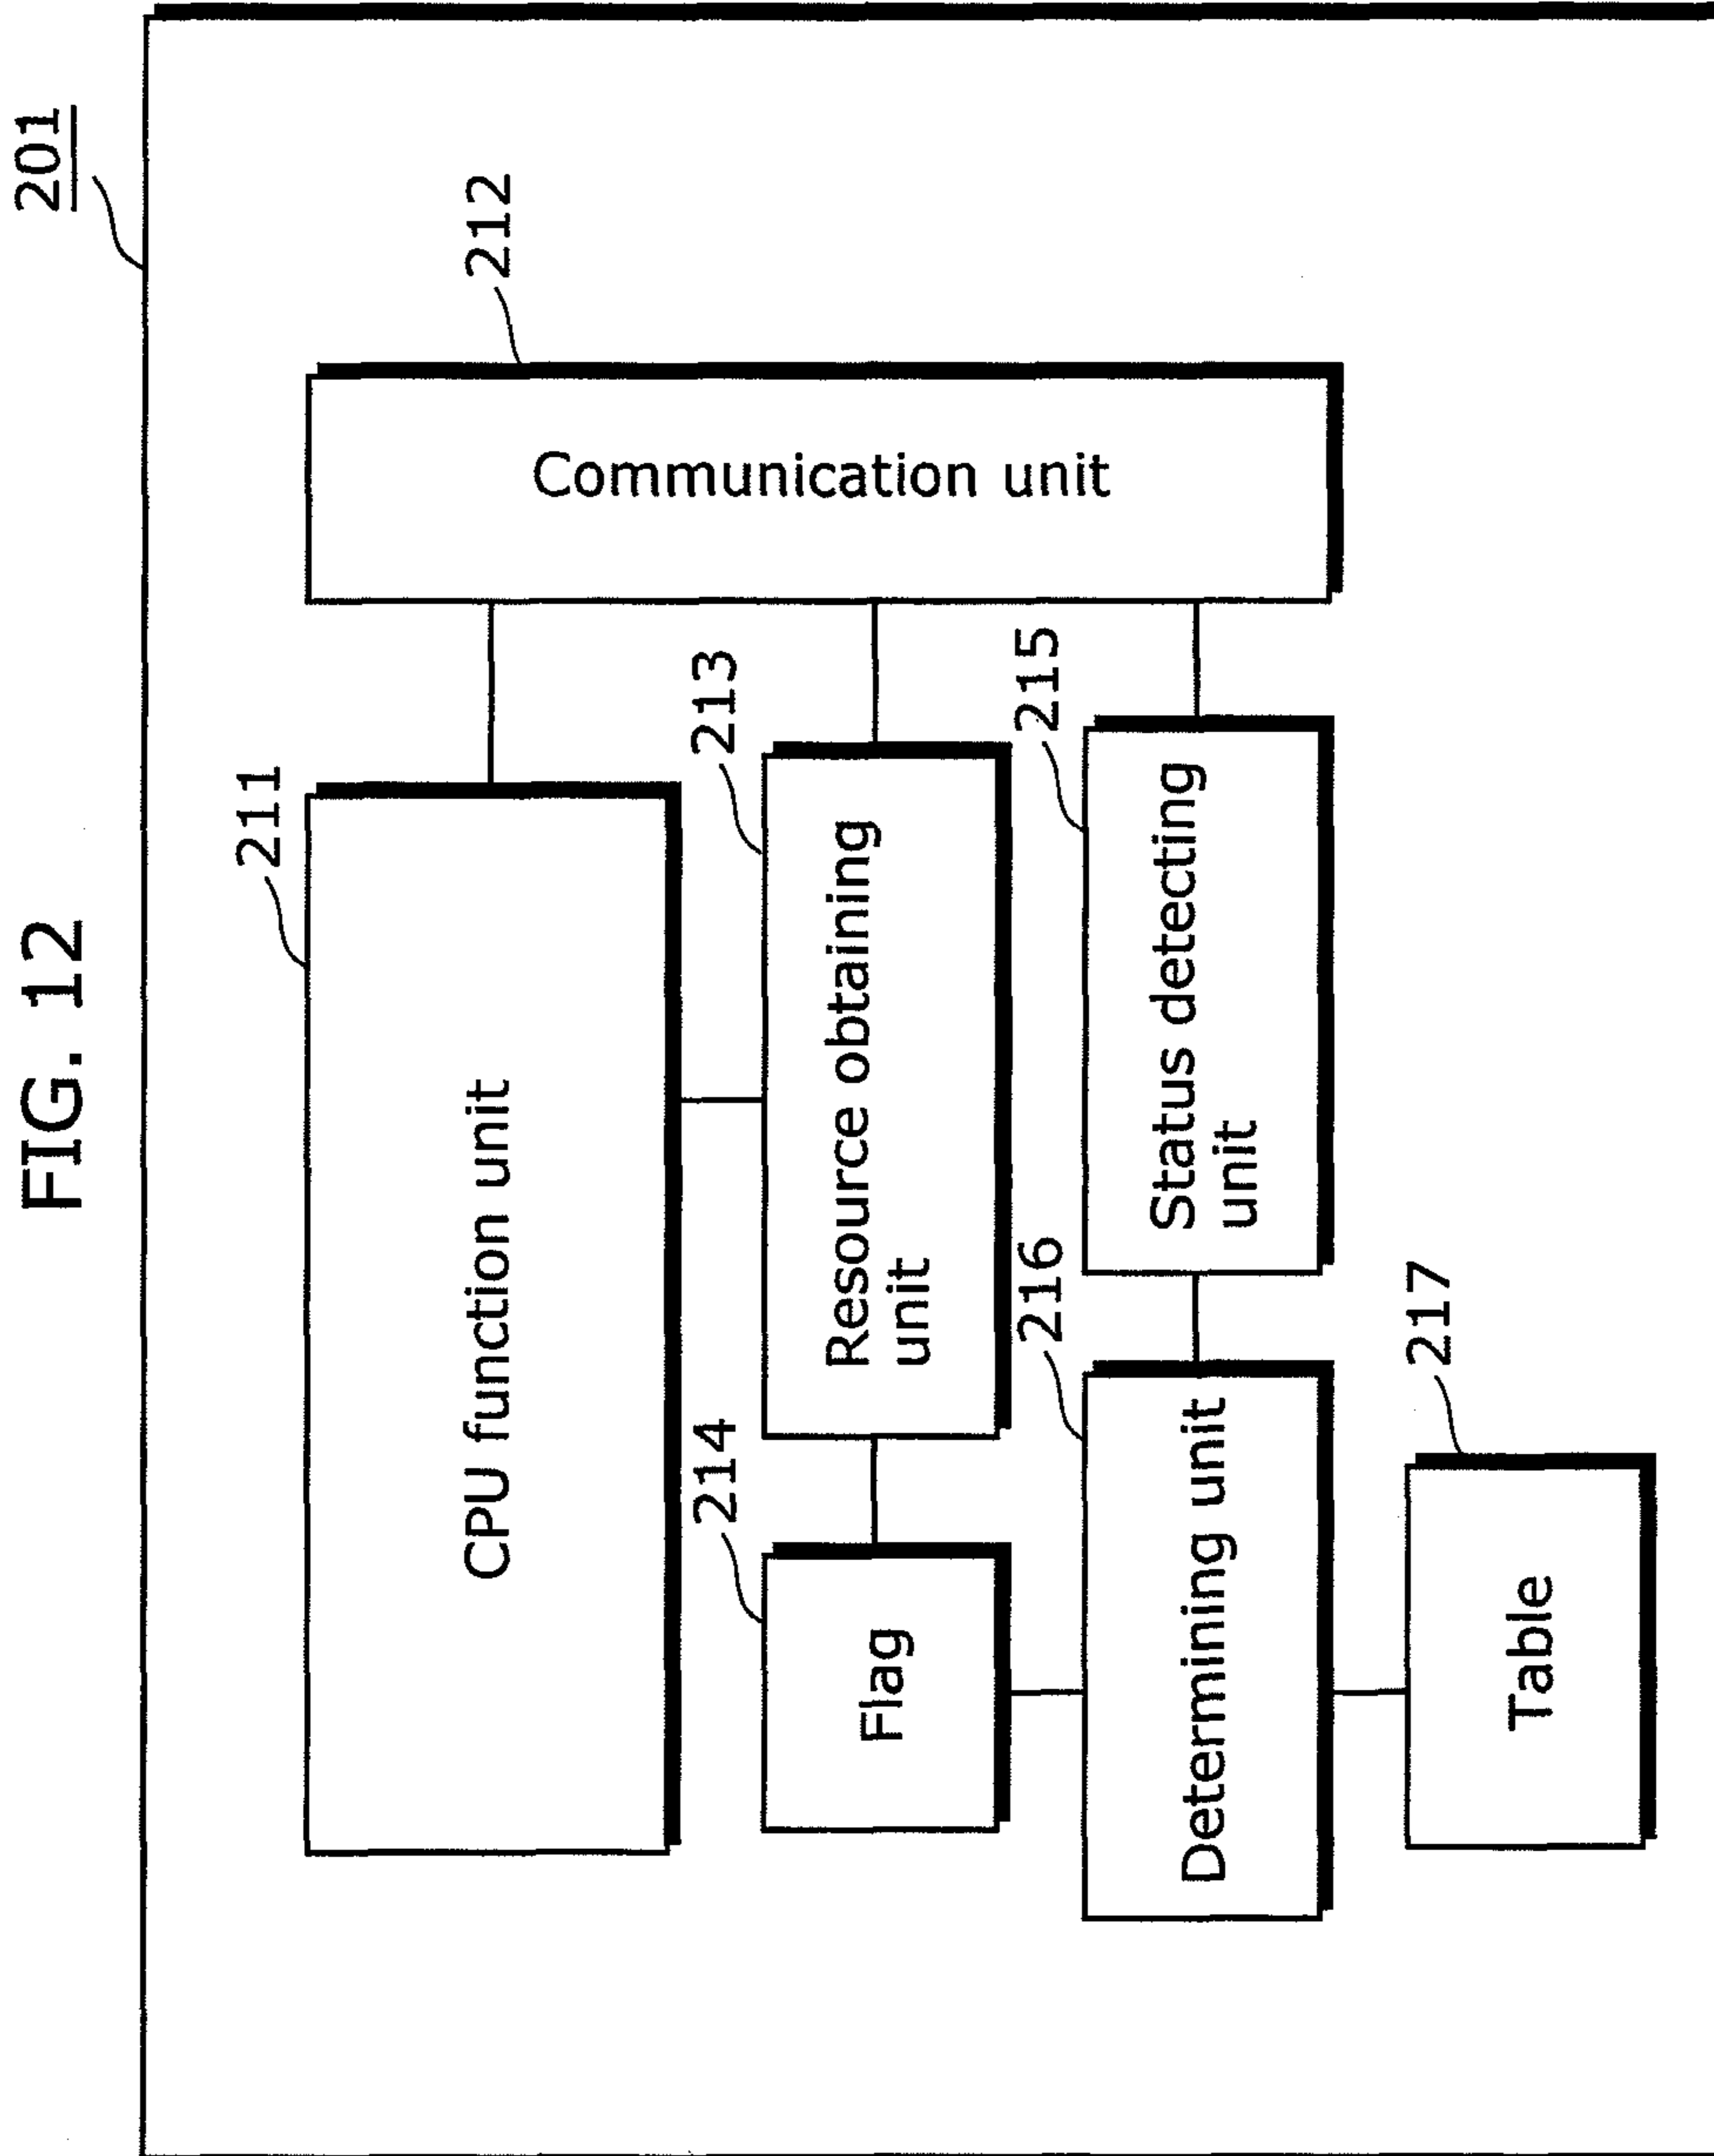 FIG. 12
201
211
CPU function unit
212
Communication unit
213
Resource obtaining
unit
214
Flag
215
Status detecting
unit
216
Determining unit
217
Table